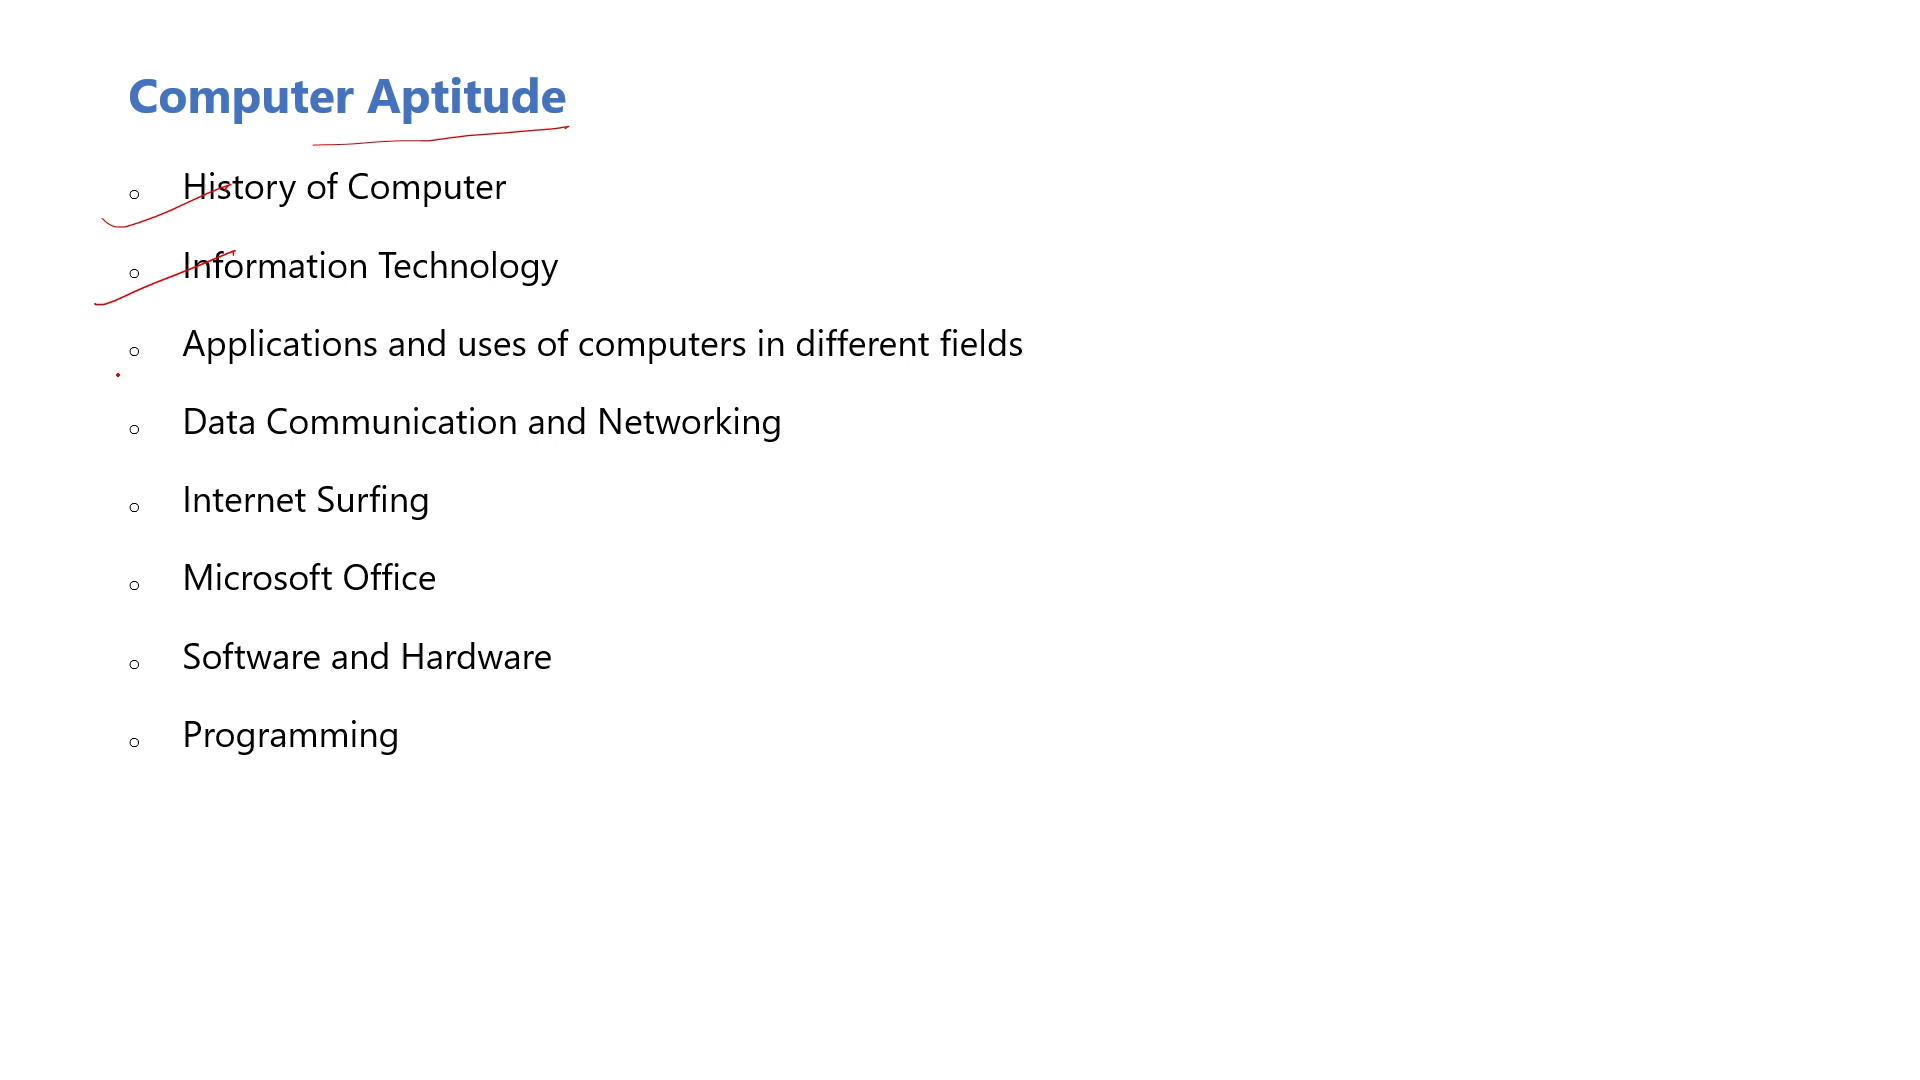 Computer Aptitude
History of Computer
Information Technology
Applications and uses of computers in different fields
Data Communication and Networking
Internet Surfing
Microsoft Office
Software and Hardware
Programming